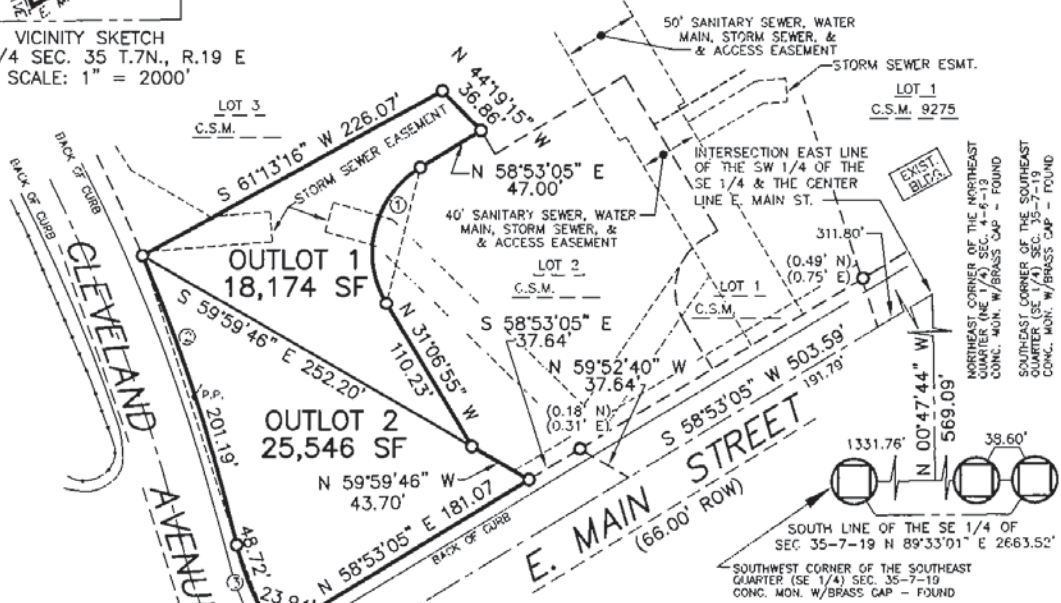 VICINITY SKETCH
/4 SEC. 35 T.7N., R.19 E
SCALE: 1" = 2000'
LOT 3
C.S.M.
S 61°13'16" W 226.07'
N 44°19'15" W
36.86'
STORM SEWER EASEMENT
N 58°53'05" E
47.00'
50' SANITARY SEWER, WATER
MAIN, STORM SEWER, &
& ACCESS EASEMENT
STORM SEWER ESMT.
LOT 1
C.S.M. 9275
INTERSECTION EAST LINE
OF THE SW 1/4 OF THE
SE 1/4 & THE CENTER
LINE E. MAIN ST.
EXIST.
BLDG.
311.80'
NORTHEAST CORNER OF THE NORTHEAST
QUARTER (NE 1/4) SEC. 4-6-19
CONC. MON. W/BRASS CAP - FOUND
SOUTHEAST CORNER OF THE SOUTHEAST
QUARTER (SE 1/4) SEC. 35-7-19
CONC. MON. W/BRASS CAP - FOUND
BACK OF CURB
BACK OF CURB
CLEVELAND
AVENU
1
40' SANITARY SEWER, WATER
MAIN, STORM SEWER, &
& ACCESS EASEMENT
LOT 2
C.S.M.
LOT 1
C.S.M.
(0.49' N)
(0.75' E)
OUTLOT 1
18,174 SF
S 59°59'46" E 252.20'
N 31°06'55" W
110.23'
S 58°53'05" E
37.64'
N 59°52'40" W
37.64'
(0.18' N)
(0.31' E)
S 58°53'05" W 503.59'
191.79'
N 00°47'44" W
569.09'
P.P.
201.19'
OUTLOT 2
25,546 SF
N 59°59'46" W
43.70'
N 58°53'05" E 181.07
BACK OF CURB
E. MAIN STREET
(66.00' ROW)
48.72'
3
1331.76'
38.60'
SOUTH LINE OF THE SE 1/4 OF
SEC 35-7-19 N 89°33'01" E 2663.52'
SOUTHWEST CORNER OF THE SOUTHEAST
QUARTER (SE 1/4) SEC. 35-7-19
CONC. MON. W/BRASS CAP - FOUND